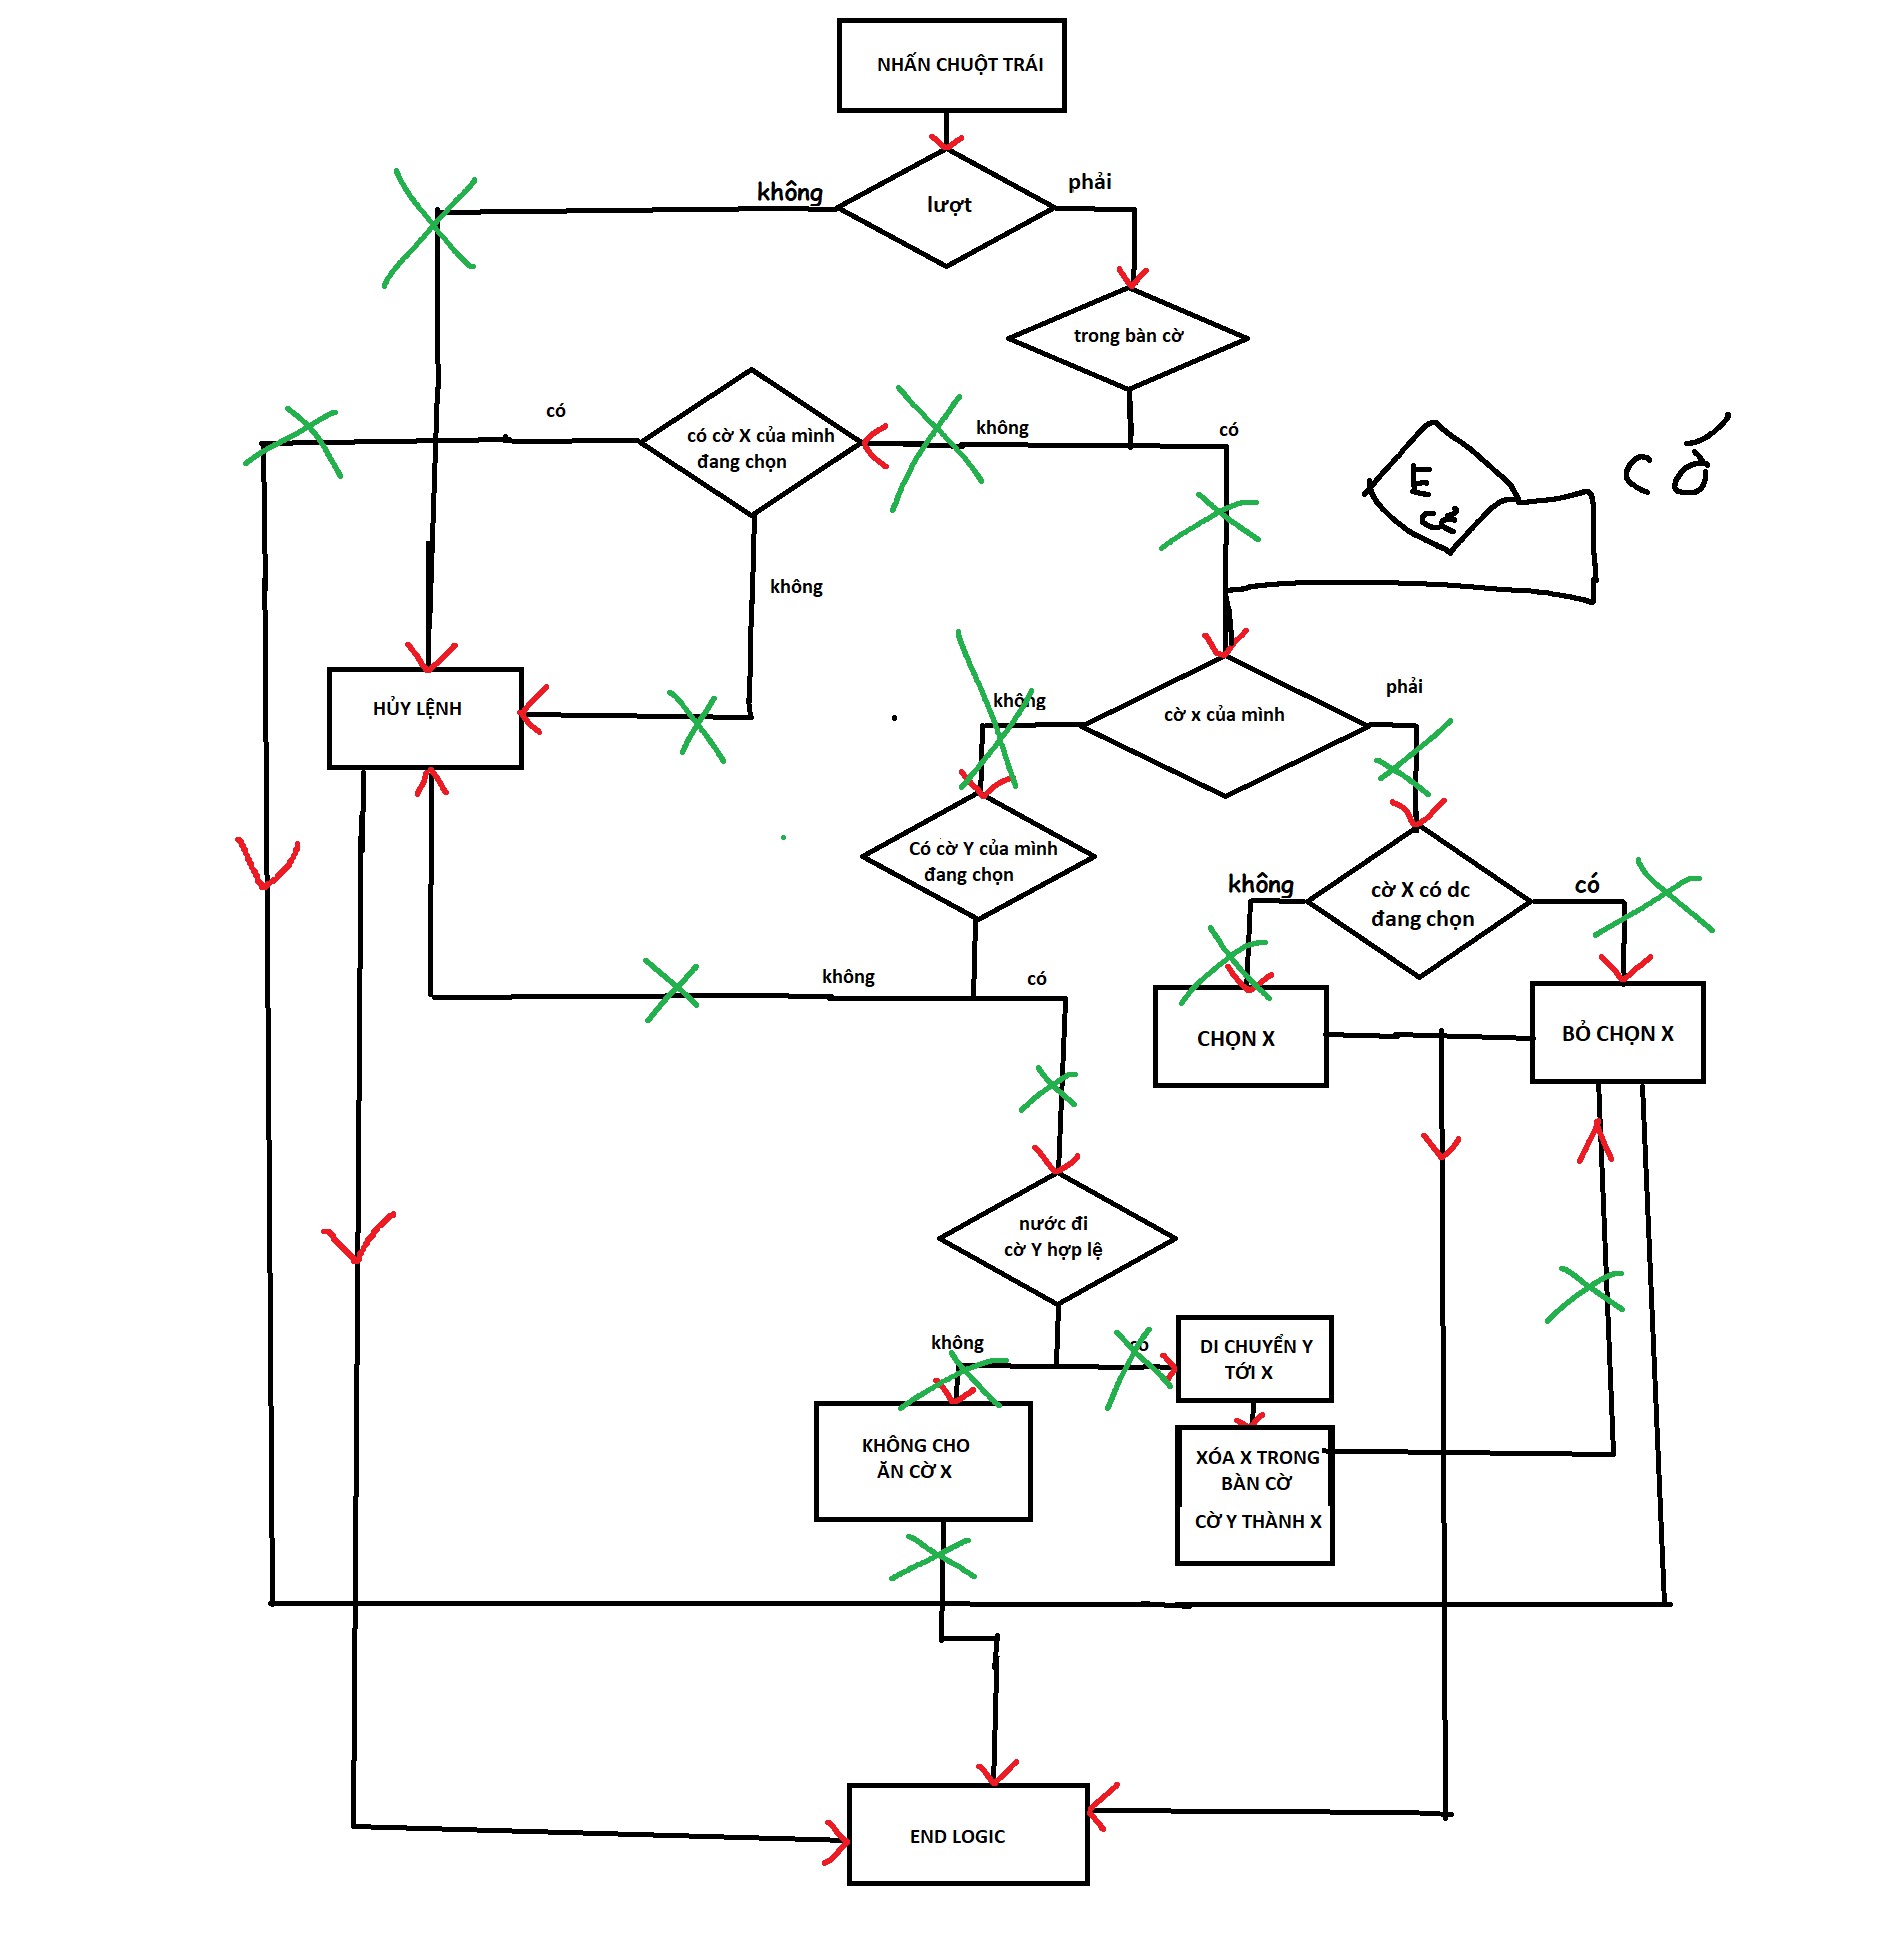 NHẤN CHUỘT TRÁI
không
phải
lượt
trong bàn cờ
có
có cờ X của mình
đang chọn
không
có
E
CỜ
không
HỦY LỆNH
không
cờ x của mình
phải
Có cờ Y của mình
đang chọn
không
cờ X có dc
đang chọn
có
không
có
CHỌN X
BỎ CHỌN X
nước đi
cờ Y hợp lệ
không
có
DI CHUYỂN Y
TỚI X
KHÔNG CHO
ĂN CỜ X
XÓA X TRONG
BÀN CỜ
CỜ Y THÀNH X
END LOGIC